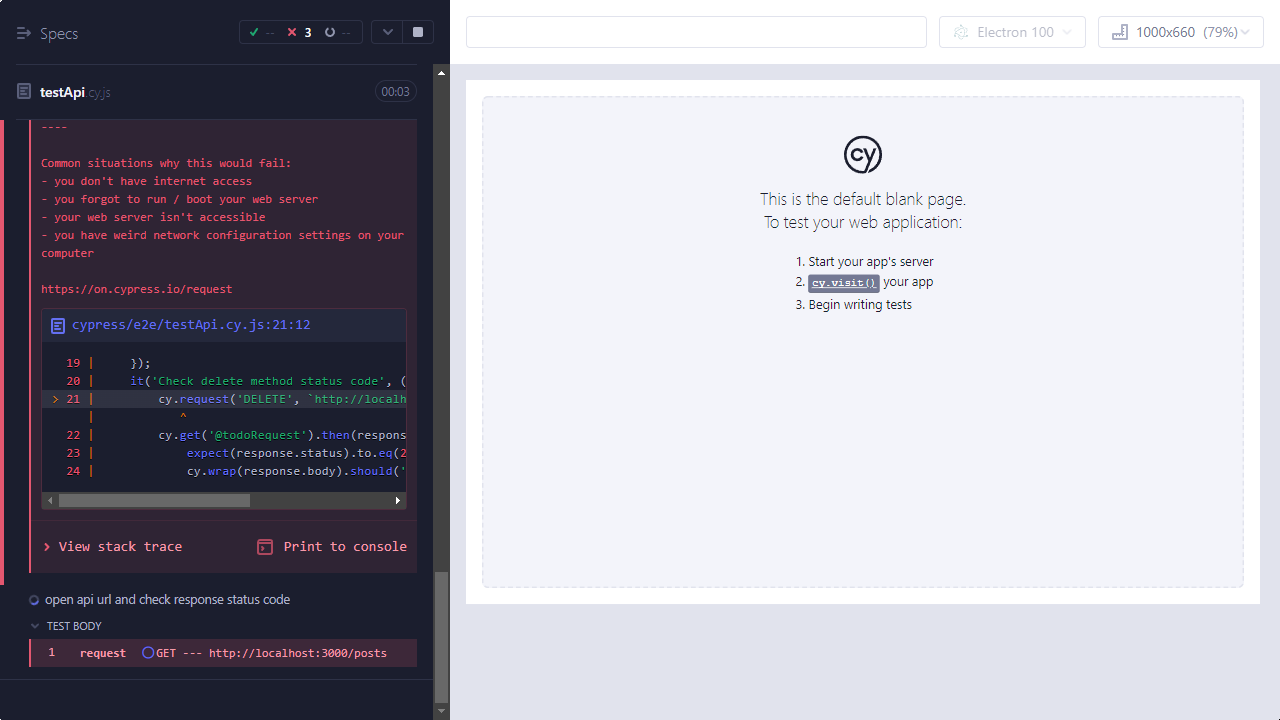 Specs
-- 3 --
testApi.cy.js 00:03
----
Common situations why this would fail:
- you don't have internet access
- you forgot to run / boot your web server
- your web server isn't accessible
- you have weird network configuration settings on your
computer
https://on.cypress.io/request
cypress/e2e/testApi.cy.js:21:12
19 | });
20 | it('Check delete method status code', (
> 21 | cy.request('DELETE', `http://localh
| ^
22 | cy.get('@todoRequest').then(respons
23 | expect(response.status).to.eq(2
24 | cy.wrap(response.body).should('
View stack trace Print to console
open api url and check response status code
TEST BODY
1 request GET --- http://localhost:3000/posts
Electron 100
1000x660 (79%)
cy
This is the default blank page.
To test your web application:
1. Start your app's server
2. cy.visit() your app
3. Begin writing tests